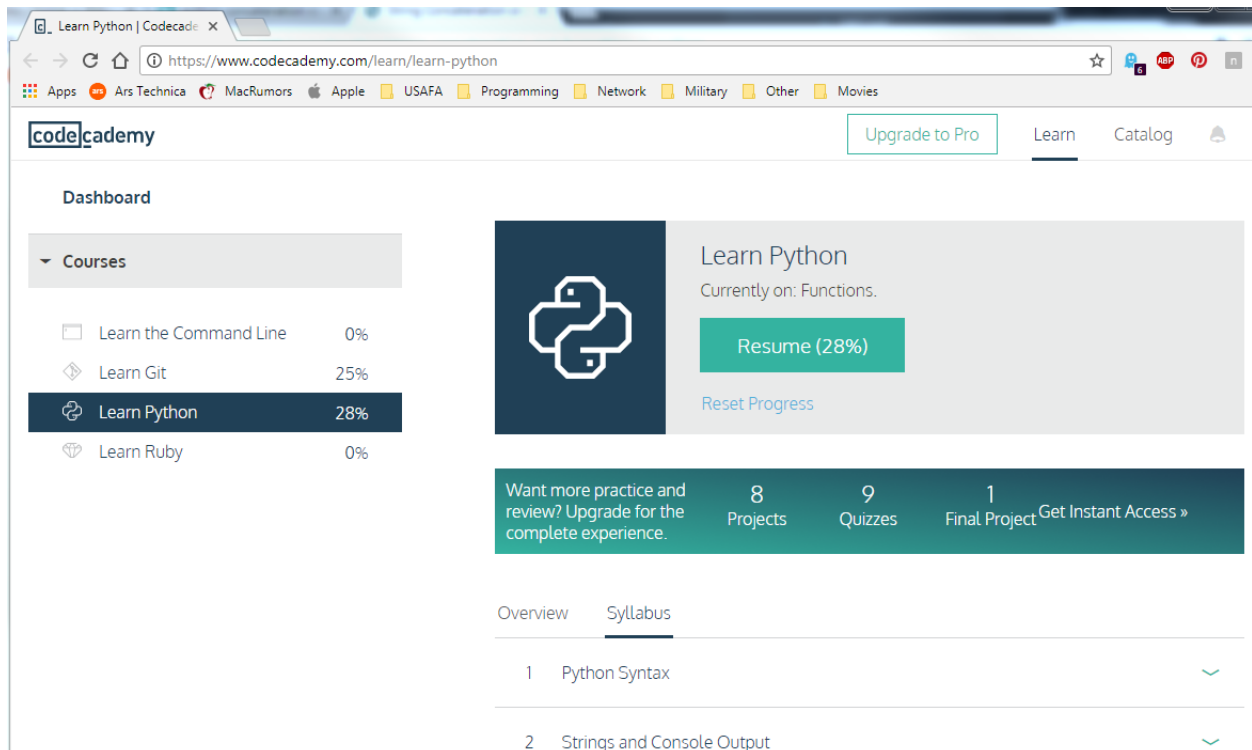 Learn Python | Codecade
https://www.codecademy.com/learn/learn-python
6 ABP n
Apps ars Ars Technica MacRumors Apple USAFA Programming Network Military Other Movies
codecademy Upgrade to Pro Learn Catalog
Dashboard
Courses
Learn the Command Line 0%
Learn Git 25%
Learn Python 28%
Learn Ruby 0%
Learn Python
Currently on: Functions.
Resume (28%)
Reset Progress
Want more practice and
review? Upgrade for the
complete experience.
8 9 1
Projects Quizzes Final Project Get Instant Access »
Overview Syllabus
1 Python Syntax
2 Strings and Console Output